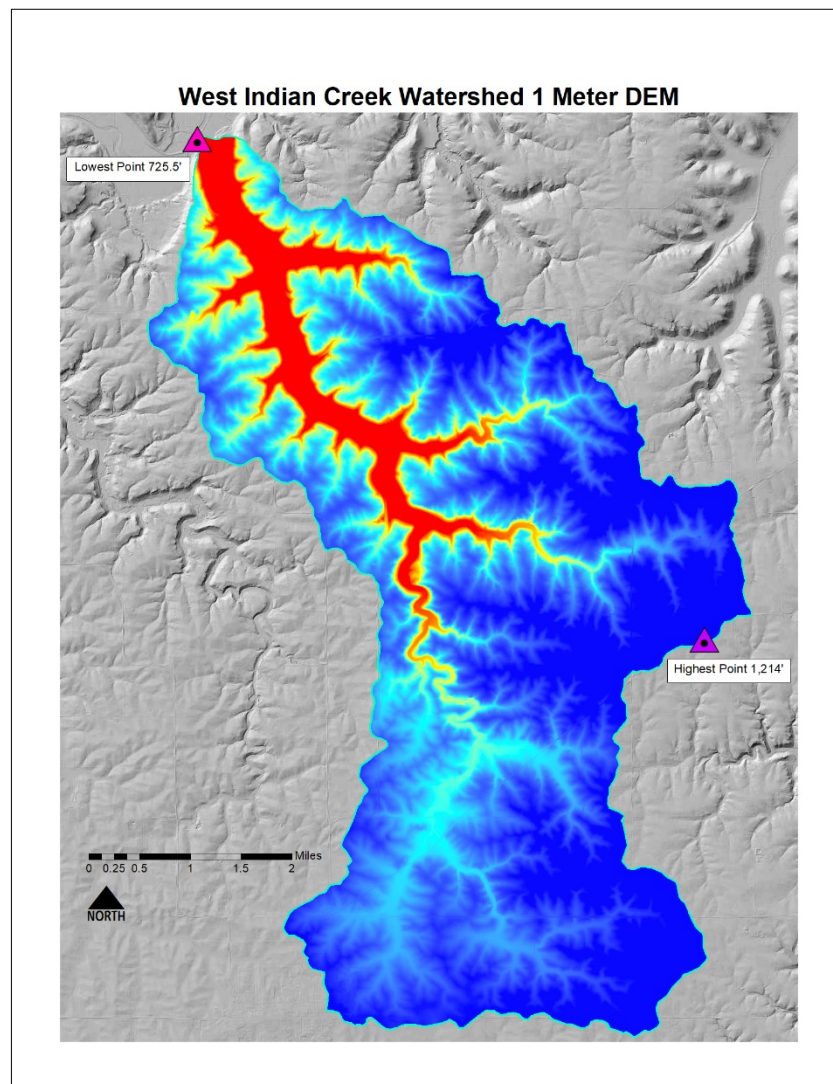 West Indian Creek Watershed 1 Meter DEM
Lowest Point 725.5'
Highest Point 1,214'
Miles
0 0.25 0.5 1 1.5 2
NORTH